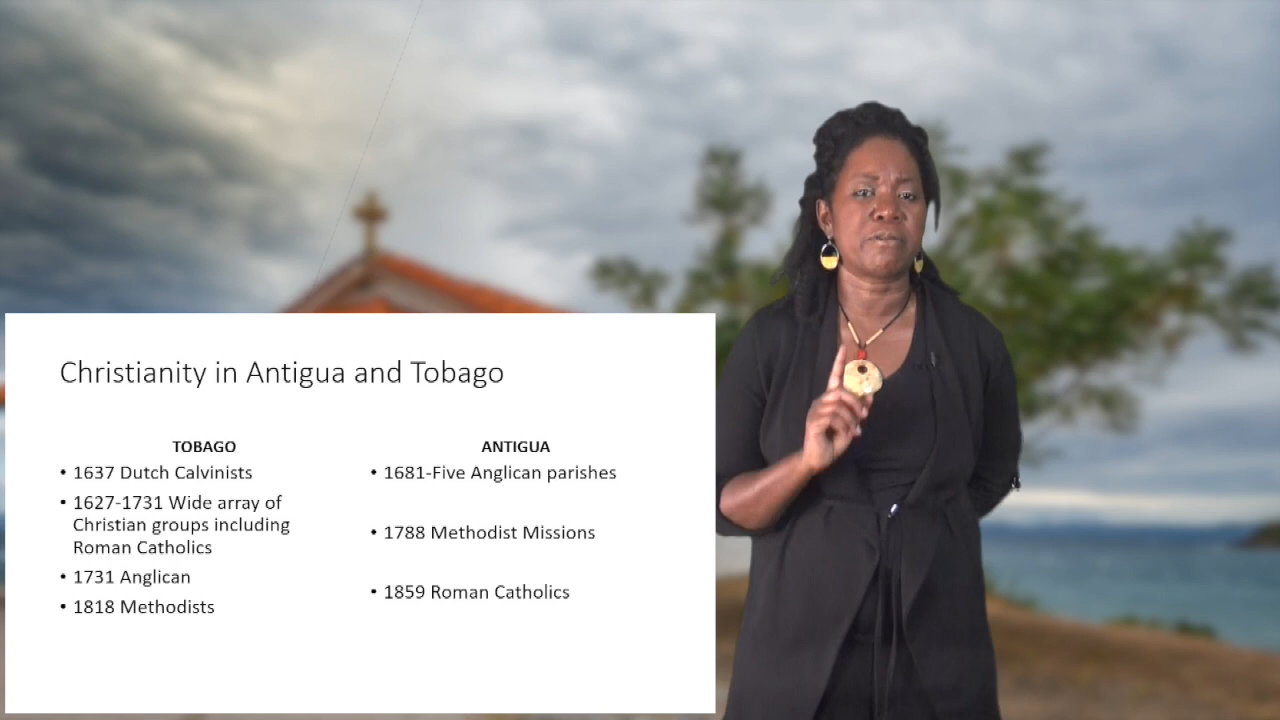 Christianity in Antigua and Tobago
TOBAGO
• 1637 Dutch Calvinists
• 1627-1731 Wide array of
Christian groups including
Roman Catholics
• 1731 Anglican
• 1818 Methodists
ANTIGUA
• 1681-Five Anglican parishes
• 1788 Methodist Missions
• 1859 Roman Catholics